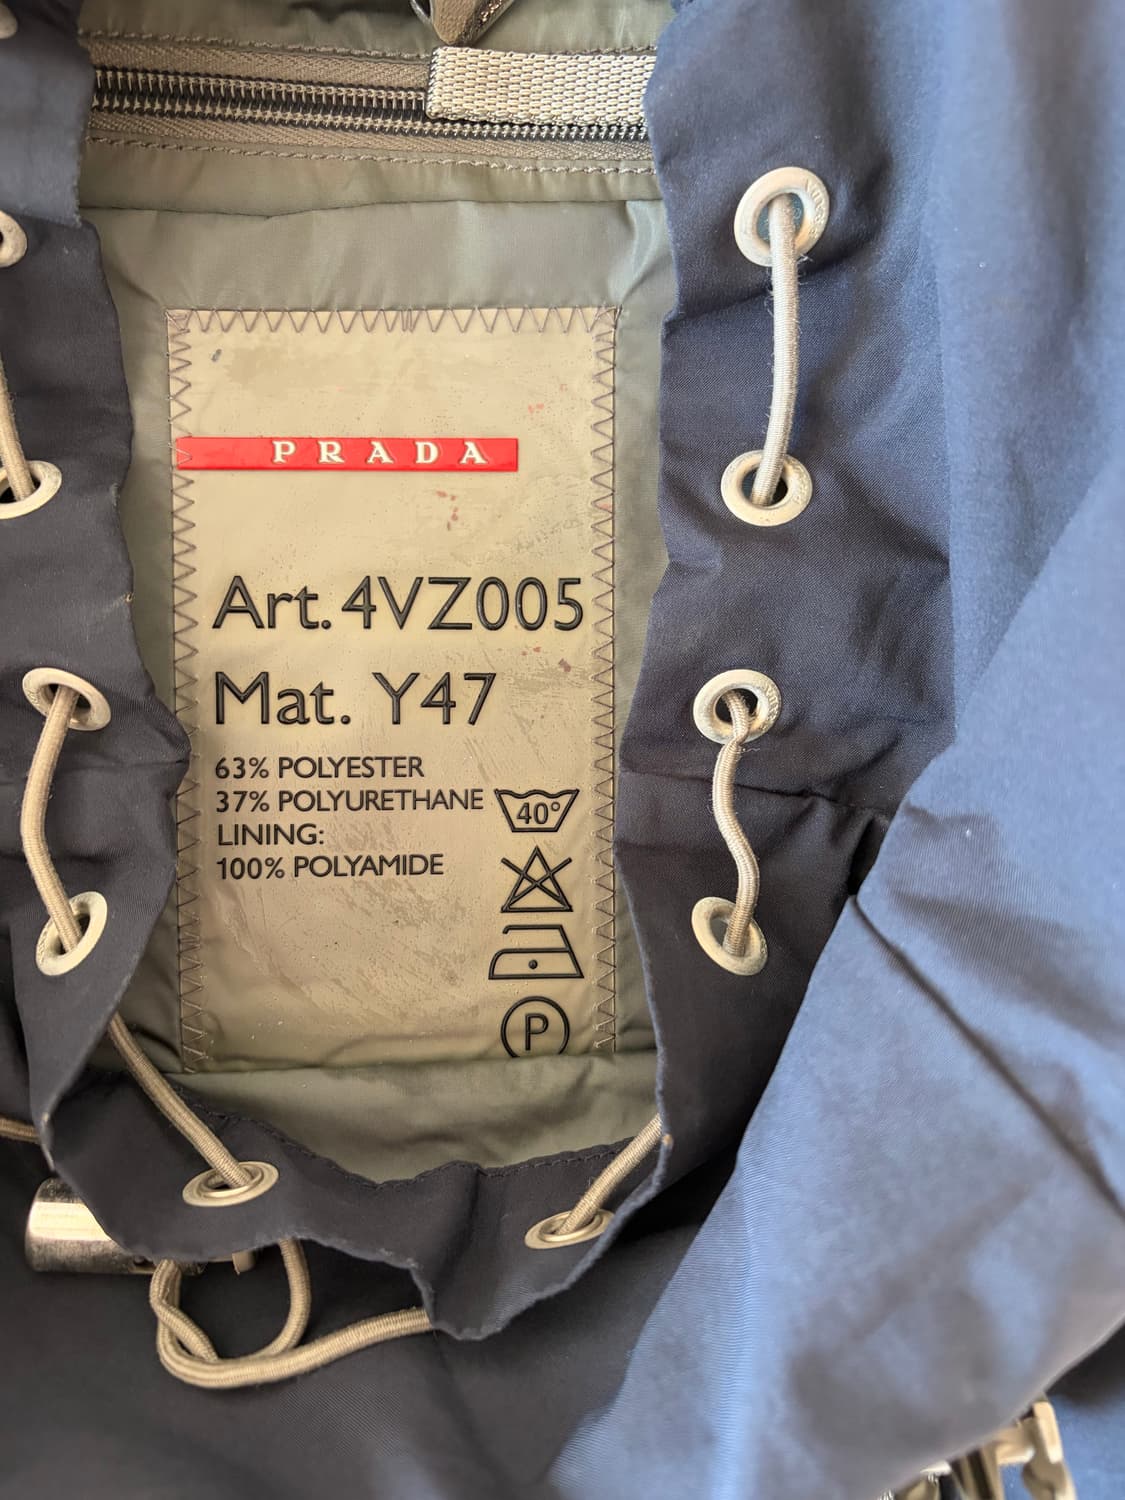 PRADA
Art. 4VZ005
Mat. Y47
63% POLYESTER
37% POLYURETHANE
LINING:
100% POLYAMIDE
40°
P